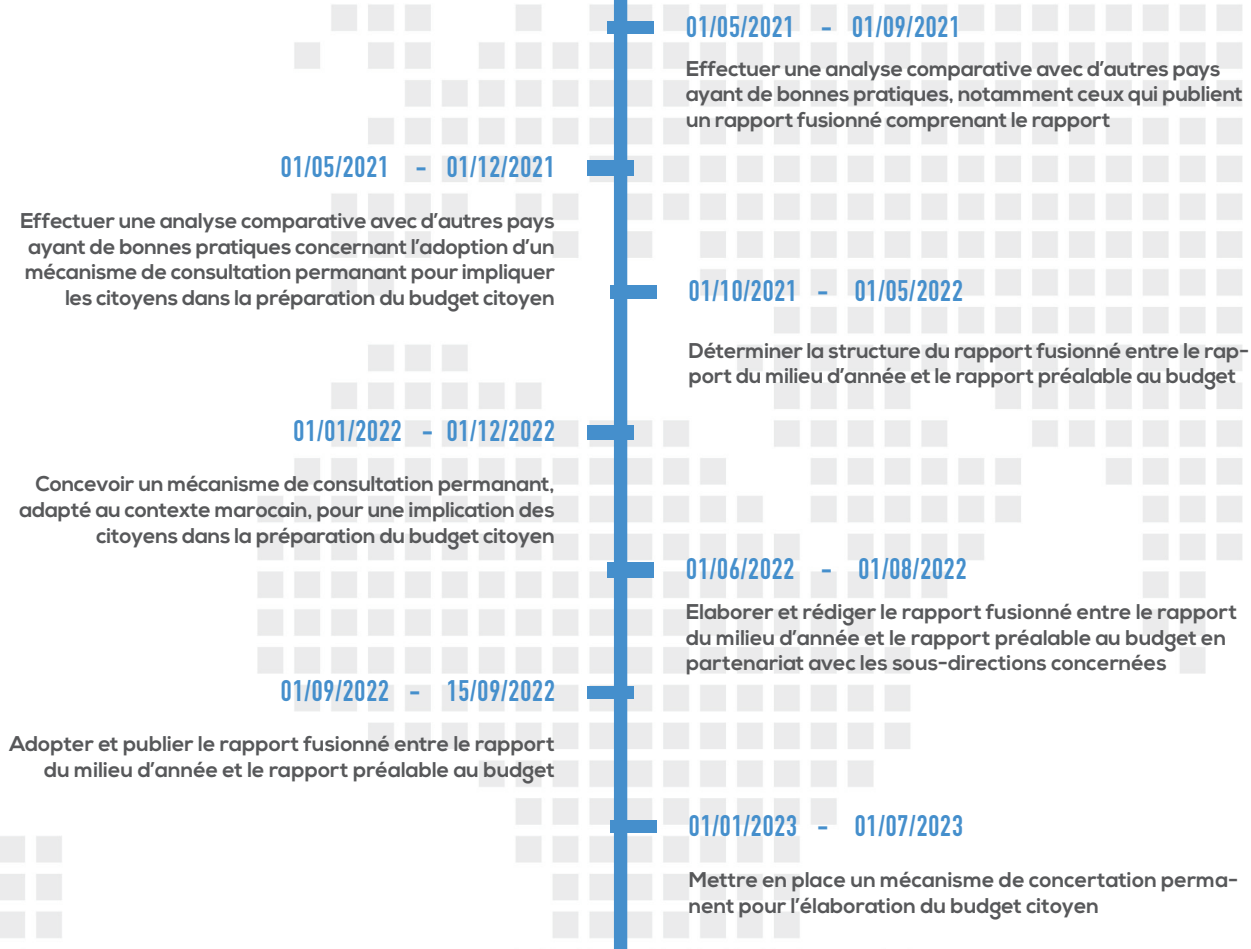 01/05/2021 - 01/09/2021
Effectuer une analyse comparative avec d'autres pays
ayant de bonnes pratiques, notamment ceux qui publient
un rapport fusionné comprenant le rapport
01/05/2021 - 01/12/2021
Effectuer une analyse comparative avec d'autres pays
ayant de bonnes pratiques concernant l'adoption d'un
mécanisme de consultation permanant pour impliquer
les citoyens dans la préparation du budget citoyen
01/10/2021 - 01/05/2022
Déterminer la structure du rapport fusionné entre le rap-
port du milieu d'année et le rapport préalable au budget
01/01/2022 - 01/12/2022
Concevoir un mécanisme de consultation permanant,
adapté au contexte marocain, pour une implication des
citoyens dans la préparation du budget citoyen
01/06/2022 - 01/08/2022
Elaborer et rédiger le rapport fusionné entre le rapport
du milieu d'année et le rapport préalable au budget en
partenariat avec les sous-directions concernées
01/09/2022 - 15/09/2022
Adopter et publier le rapport fusionné entre le rapport
du milieu d'année et le rapport préalable au budget
01/01/2023 - 01/07/2023
Mettre en place un mécanisme de concertation perma-
nent pour l'élaboration du budget citoyen